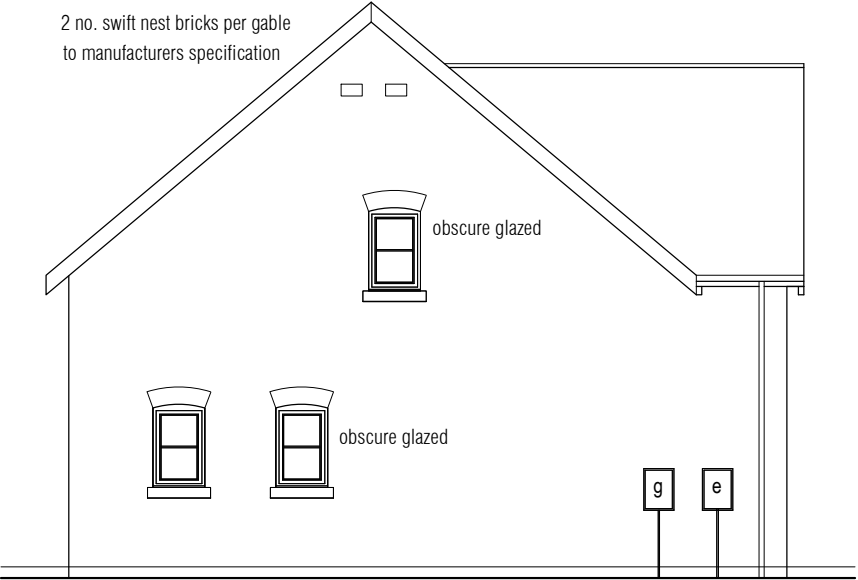 2 no. swift nest bricks per gable
to manufacturers specification
obscure glazed
obscure glazed
g
e